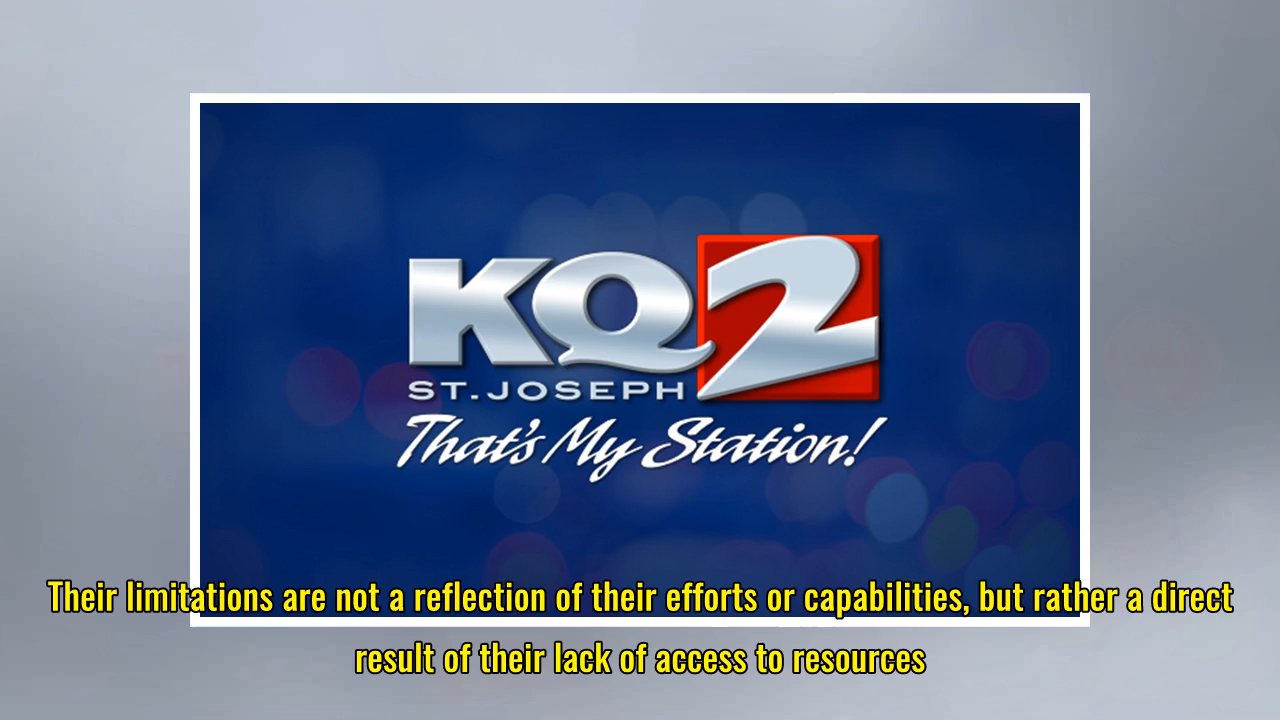 KQ2
ST.JOSEPH
That's My Station!
Their limitations are not a reflection of their efforts or capabilities, but rather a direct
result of their lack of access to resources